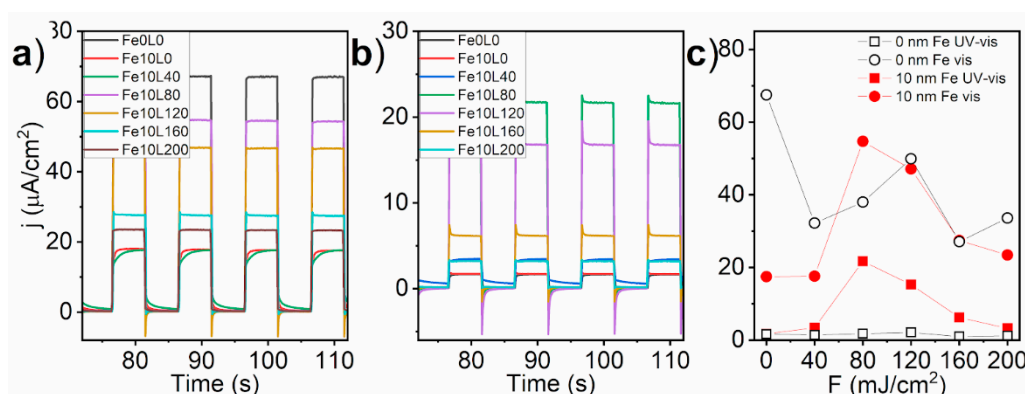 a)
j (µA/cm²)
60
50
40
20
0
Fe0L0
Fe10L0
Fe10L40
Fe10L80
Fe10L120
Fe10L160
Fe10L200
80
90
100
110
Time (s)
b)
30
20
10
0
Fe0L0
Fe10L0
Fe10L40
Fe10L80
Fe10L120
Fe10L160
Fe10L200
80
90
100
110
Time (s)
c)
80
60
40
20
0
0 nm Fe UV-vis
0 nm Fe vis
10 nm Fe UV-vis
10 nm Fe vis
0
40
80
120
160
200
F (mJ/cm²)